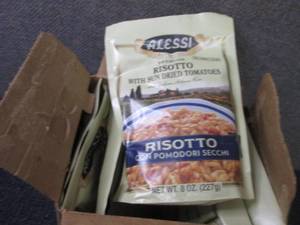 ALESSI
RISOTTO
WITH SUN DRIED TOMATOES
RISOTTO
CON POMODORI SECCHI
NET WT. 8 OZ. (227g)